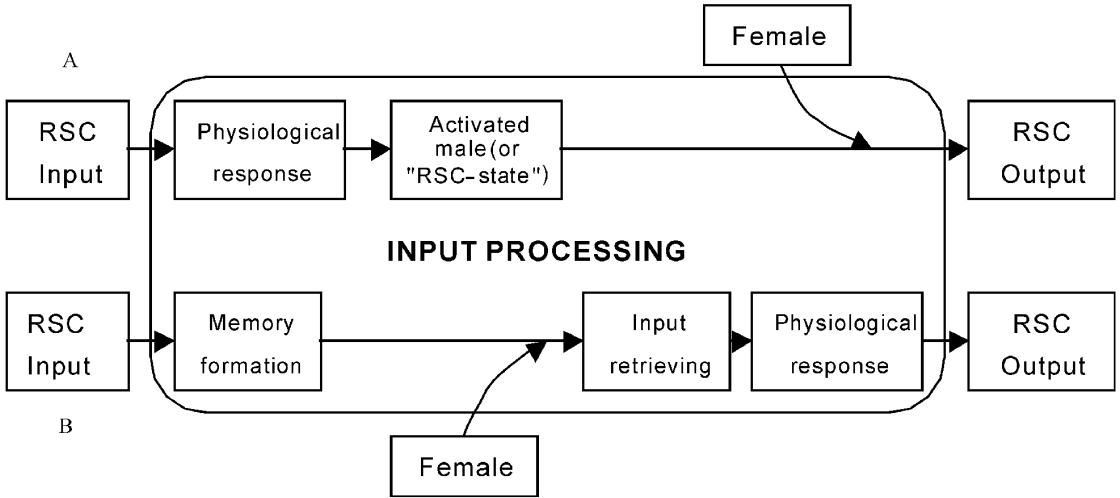 Female
A
RSC
Input
Physiological
response
Activated
male(or
"RSC-state")
RSC
Output
INPUT PROCESSING
RSC
Input
Memory
formation
Input
retrieving
Physiological
response
RSC
Output
B
Female